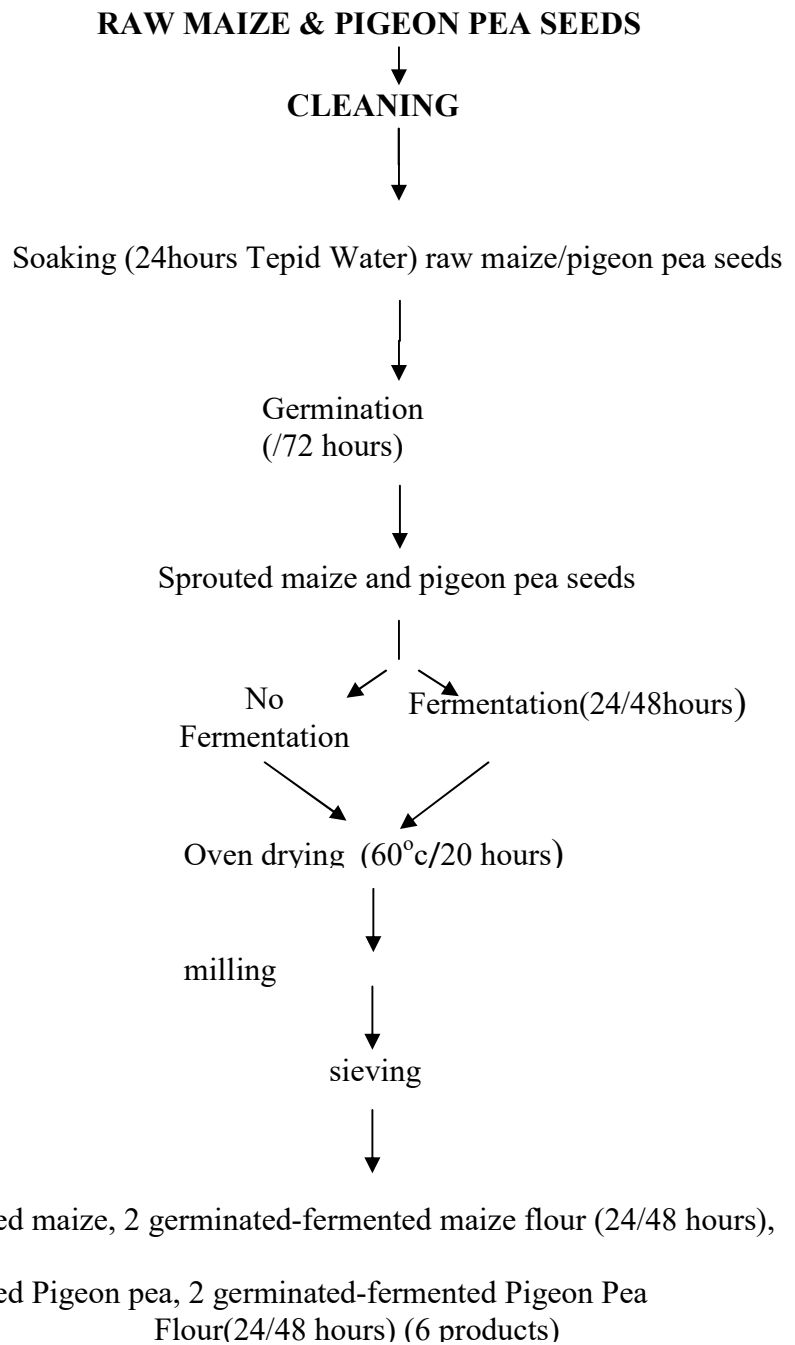 RAW MAIZE & PIGEON PEA SEEDS
CLEANING
Soaking (24hours Tepid Water) raw maize/pigeon pea seeds
Germination
(/72 hours)
Sprouted maize and pigeon pea seeds
No Fermentation(24/48hours)
Fermentation
Oven drying (60°c/20 hours)
milling
sieving
ed maize, 2 germinated-fermented maize flour (24/48 hours),
ed Pigeon pea, 2 germinated-fermented Pigeon Pea
Flour(24/48 hours) (6 products)